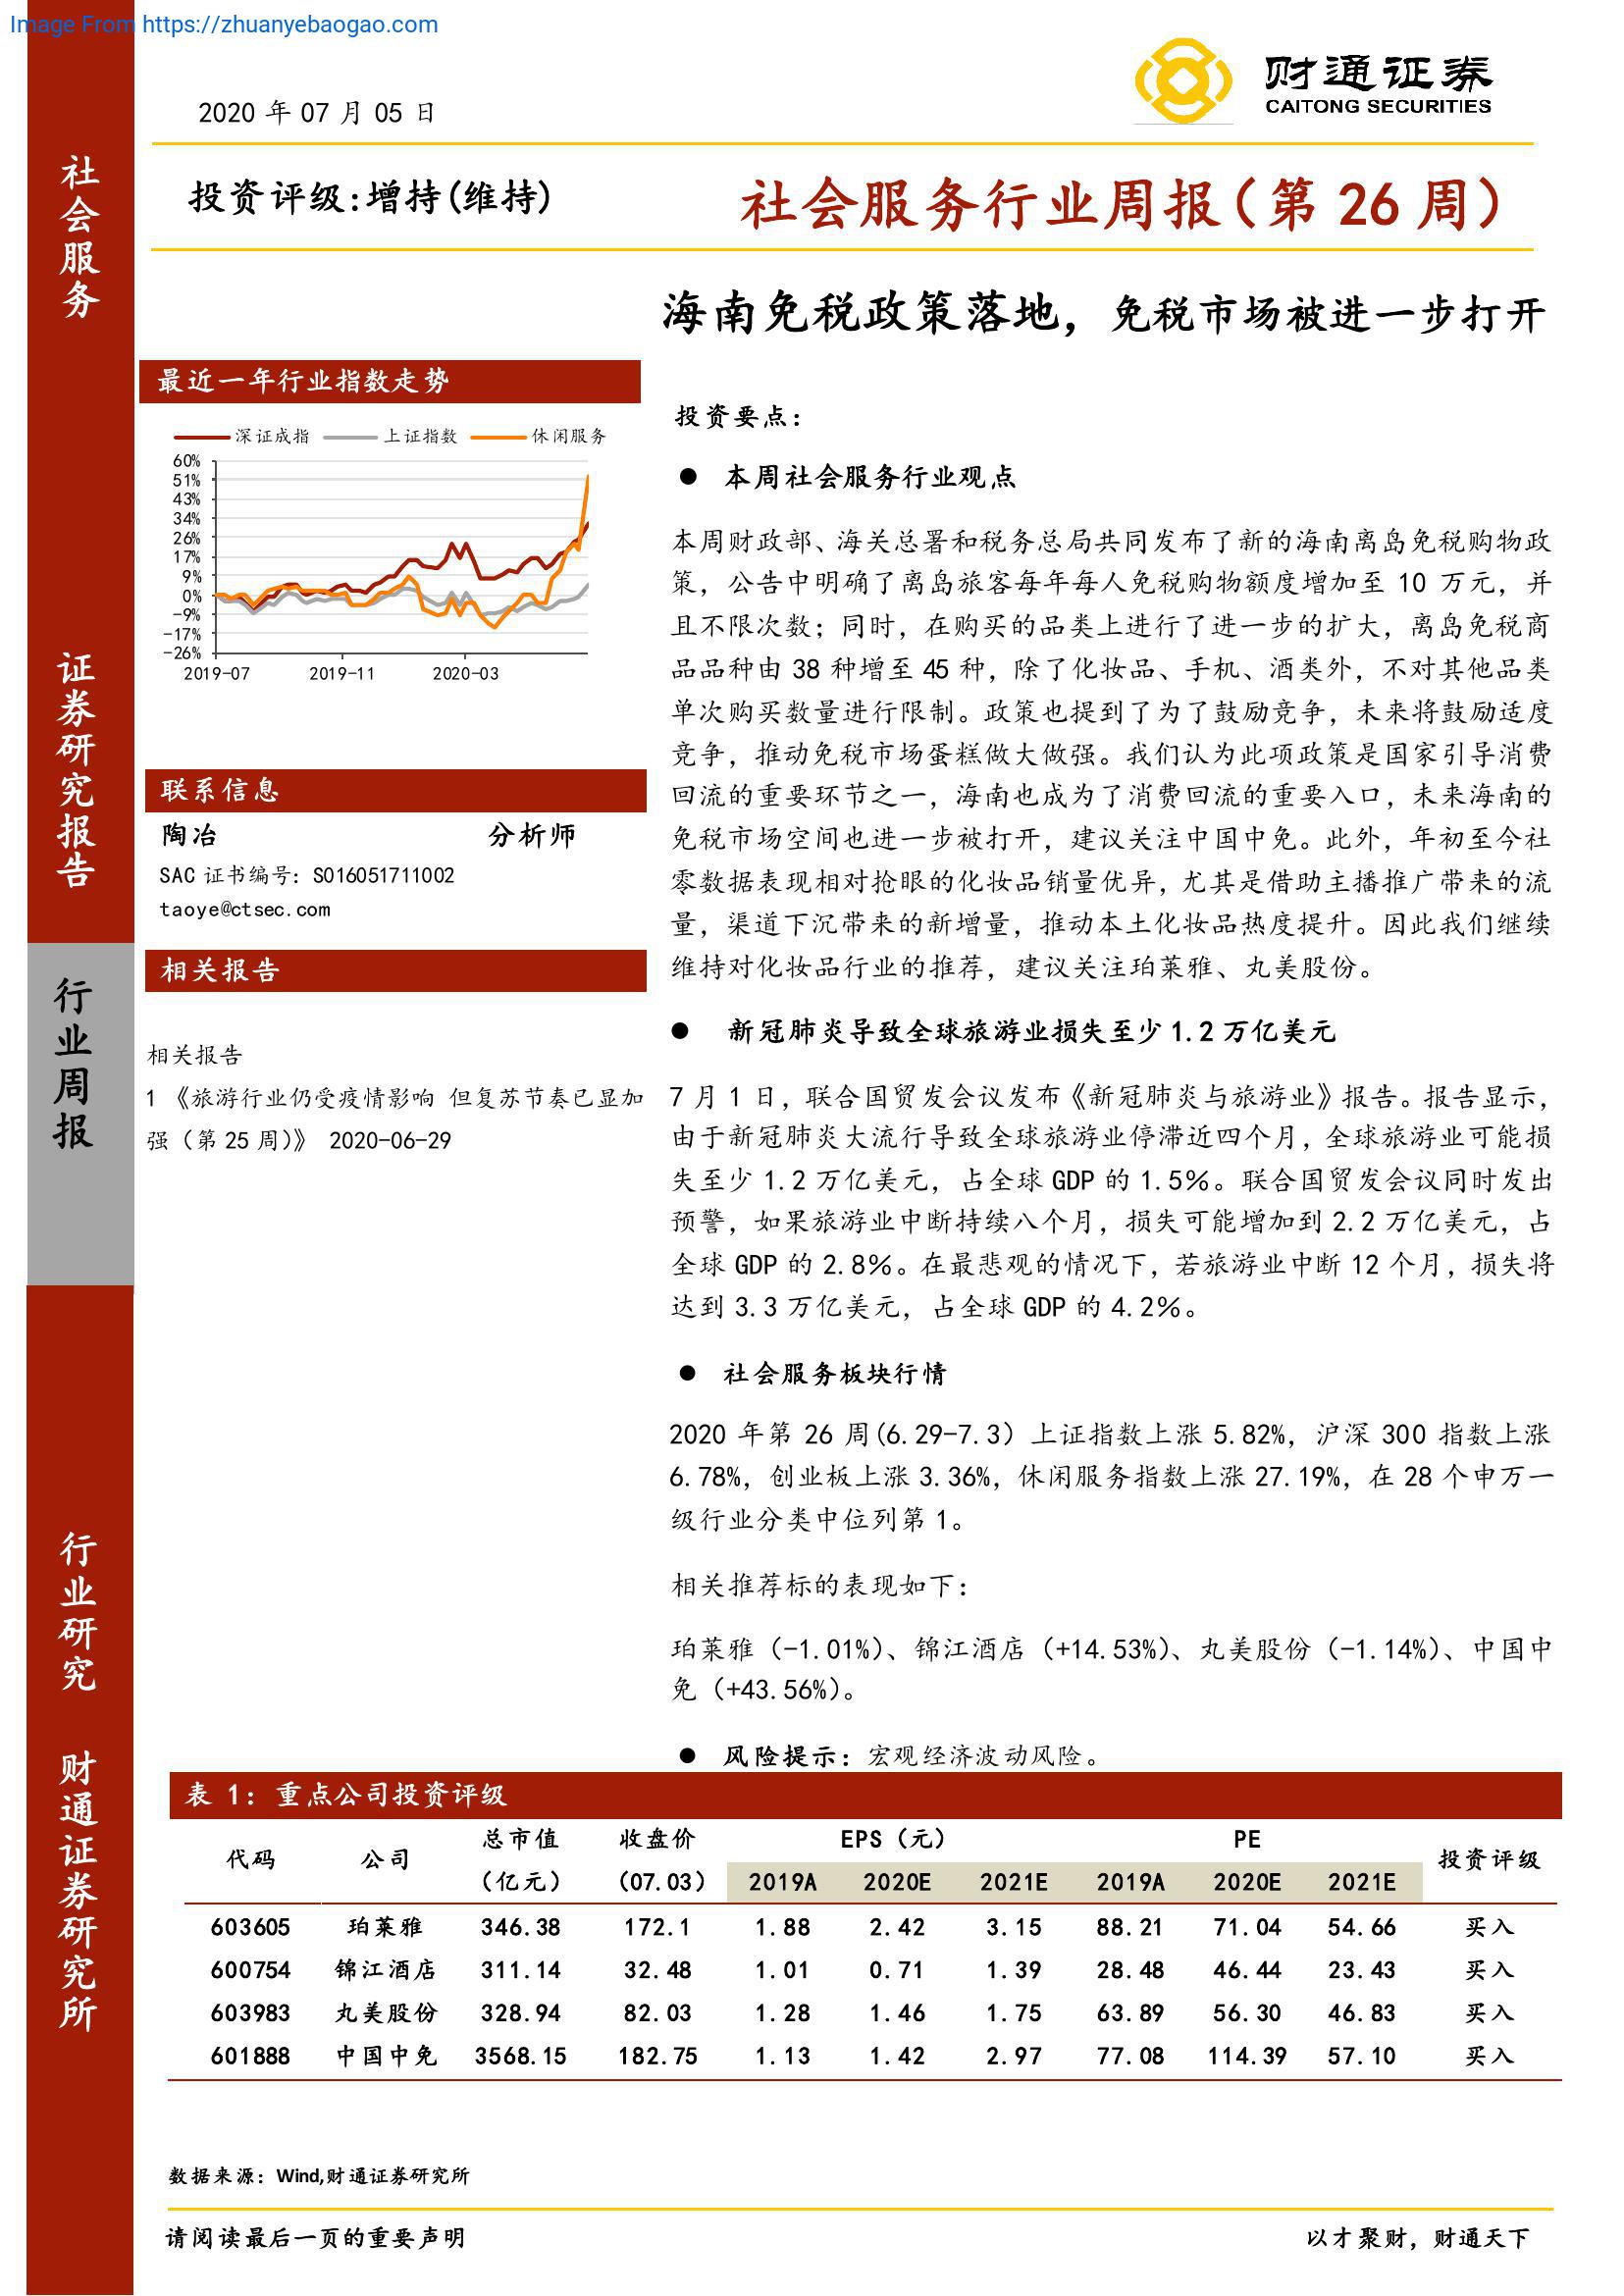 Image From https://zhuanyebaogao.com
财通证券
CAITONG SECURITIES
2020 年 07 月 05 日
投资评级:增持(维持)
社会服务行业周报(第 26 周)
海南免税政策落地，免税市场被进一步打开
社会服务
证券研究报告
行业周报
行业研究
财通证券研究所
最近一年行业指数走势
深证成指 上证指数 休闲服务
60%
51%
43%
34%
26%
17%
9%
0%
-9%
-17%
-26%
2019-07 2019-11 2020-03
联系信息
陶冶 分析师
SAC 证书编号: S016051711002
taoye@ctsec.com
相关报告
相关报告
1 《旅游行业仍受疫情影响 但复苏节奏已显加
强（第 25 周）》 2020-06-29
投资要点：
● 本周社会服务行业观点
本周财政部、海关总署和税务总局共同发布了新的海南离岛免税购物政
策，公告中明确了离岛旅客每年每人免税购物额度增加至 10 万元，并
且不限次数；同时，在购买的品类上进行了进一步的扩大，离岛免税商
品品种由 38 种增至 45 种，除了化妆品、手机、酒类外，不对其他品类
单次购买数量进行限制。政策也提到了为了鼓励竞争，未来将鼓励适度
竞争，推动免税市场蛋糕做大做强。我们认为此项政策是国家引导消费
回流的重要环节之一，海南也成为了消费回流的重要入口，未来海南的
免税市场空间也进一步被打开，建议关注中国中免。此外，年初至今社
零数据表现相对抢眼的化妆品销量优异，尤其是借助主播推广带来的流
量，渠道下沉带来的新增量，推动本土化妆品热度提升。因此我们继续
维持对化妆品行业的推荐，建议关注珀莱雅、丸美股份。
● 新冠肺炎导致全球旅游业损失至少 1.2 万亿美元
7 月 1 日，联合国贸发会议发布《新冠肺炎与旅游业》报告。报告显示，
由于新冠肺炎大流行导致全球旅游业停滞近四个月，全球旅游业可能损
失至少 1.2 万亿美元，占全球 GDP 的 1.5%。联合国贸发会议同时发出
预警，如果旅游业中断持续八个月，损失可能增加到 2.2 万亿美元，占
全球 GDP 的 2.8%。在最悲观的情况下，若旅游业中断 12 个月，损失将
达到 3.3 万亿美元，占全球 GDP 的 4.2%。
● 社会服务板块行情
2020 年第 26 周(6.29-7.3）上证指数上涨 5.82%，沪深 300 指数上涨
6.78%，创业板上涨 3.36%，休闲服务指数上涨 27.19%，在 28 个申万一
级行业分类中位列第 1。
相关推荐标的表现如下：
珀莱雅（-1.01%）、锦江酒店（+14.53%）、丸美股份（-1.14%）、中国中
免（+43.56%）。
● 风险提示：宏观经济波动风险。
表 1: 重点公司投资评级
代码 公司 总市值（亿元） 收盘价（07.03） EPS（元） PE 投资评级
2019A 2020E 2021E 2019A 2020E 2021E
603605 珀莱雅 346.38 172.1 1.88 2.42 3.15 88.21 71.04 54.66 买入
600754 锦江酒店 311.14 32.48 1.01 0.71 1.39 28.48 46.44 23.43 买入
603983 丸美股份 328.94 82.03 1.28 1.46 1.75 63.89 56.30 46.83 买入
601888 中国中免 3568.15 182.75 1.13 1.42 2.97 77.08 114.39 57.10 买入
数据来源：Wind,财通证券研究所
请阅读最后一页的重要声明
以才聚财，财通天下